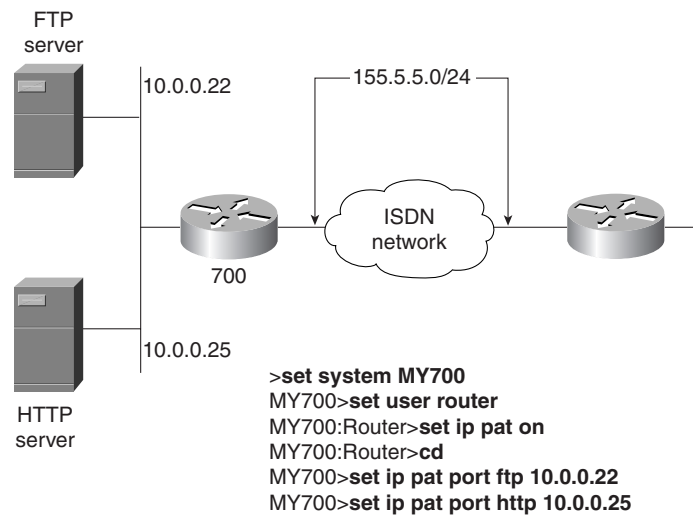 FTP
server
10.0.0.22
155.5.5.0/24
ISDN
network
700
10.0.0.25
HTTP
server
>set system MY700
MY700>set user router
MY700:Router>set ip pat on
MY700:Router>cd
MY700>set ip pat port ftp 10.0.0.22
MY700>set ip pat port http 10.0.0.25